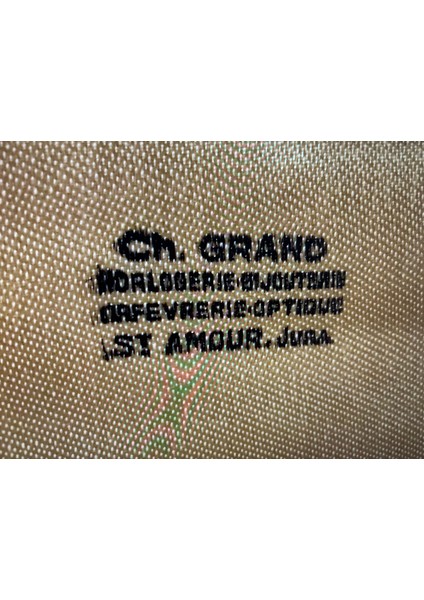 Ch. GRAND
HORLOGERIE-BIJOUTERIE
ORFEVRERIE-OPTIQUE
ST AMOUR. JURA